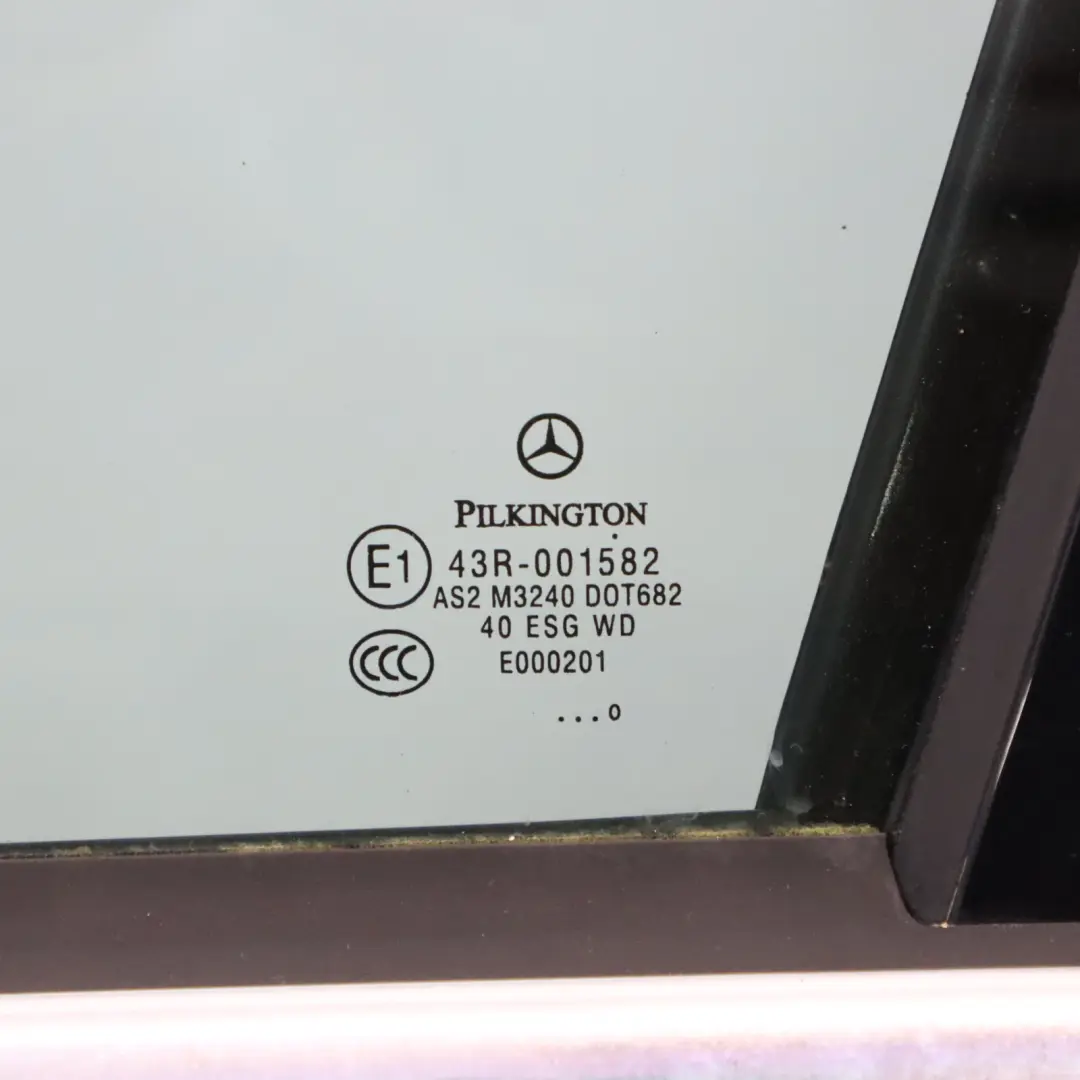 PILKINGTON
E1 43R-001582
AS2 M3240 DOT682
40 ESG WD
CCC E000201
...o